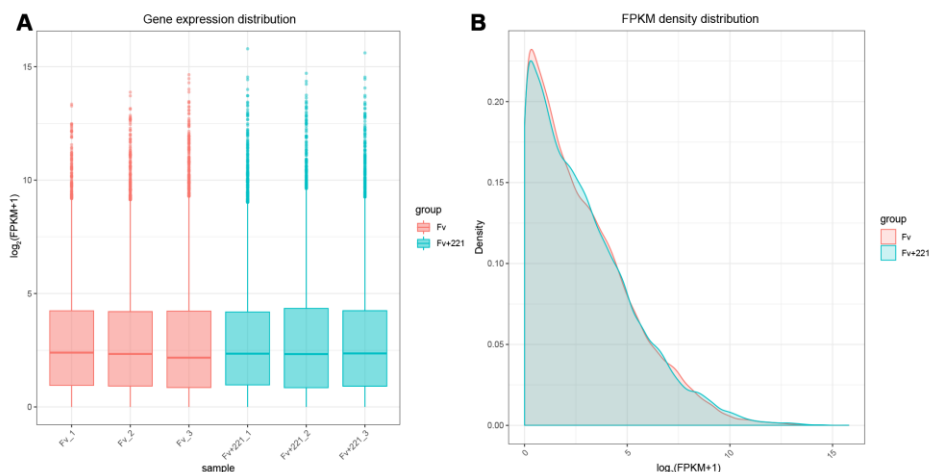 A
Gene expression distribution
15
10
5
0
log2(FPKM+1)
Fv_1
Fv_2
Fv_3
Fv+221_1
Fv+221_2
Fv+221_3
sample
group
Fv
Fv+221
B
FPKM density distribution
0.20
0.15
0.10
0.05
0.00
Density
0
5
10
15
log2(FPKM+1)
group
Fv
Fv+221